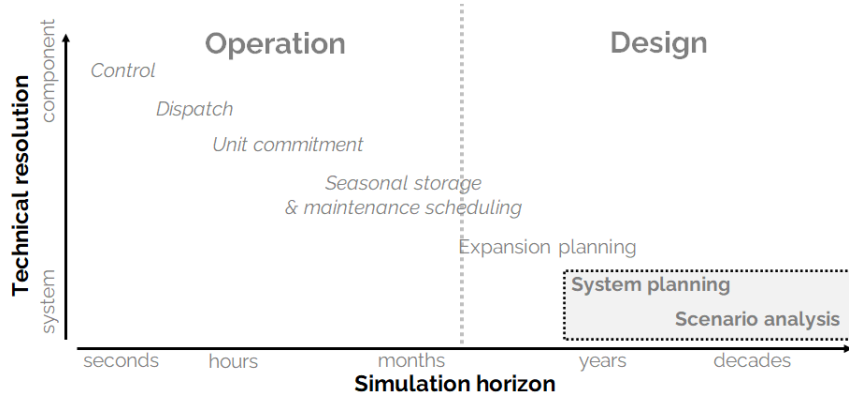 Operation
Design
Technical resolution
component
system
Control
Dispatch
Unit commitment
Seasonal storage
& maintenance scheduling
Expansion planning
System planning
Scenario analysis
seconds
hours
months
years
decades
Simulation horizon